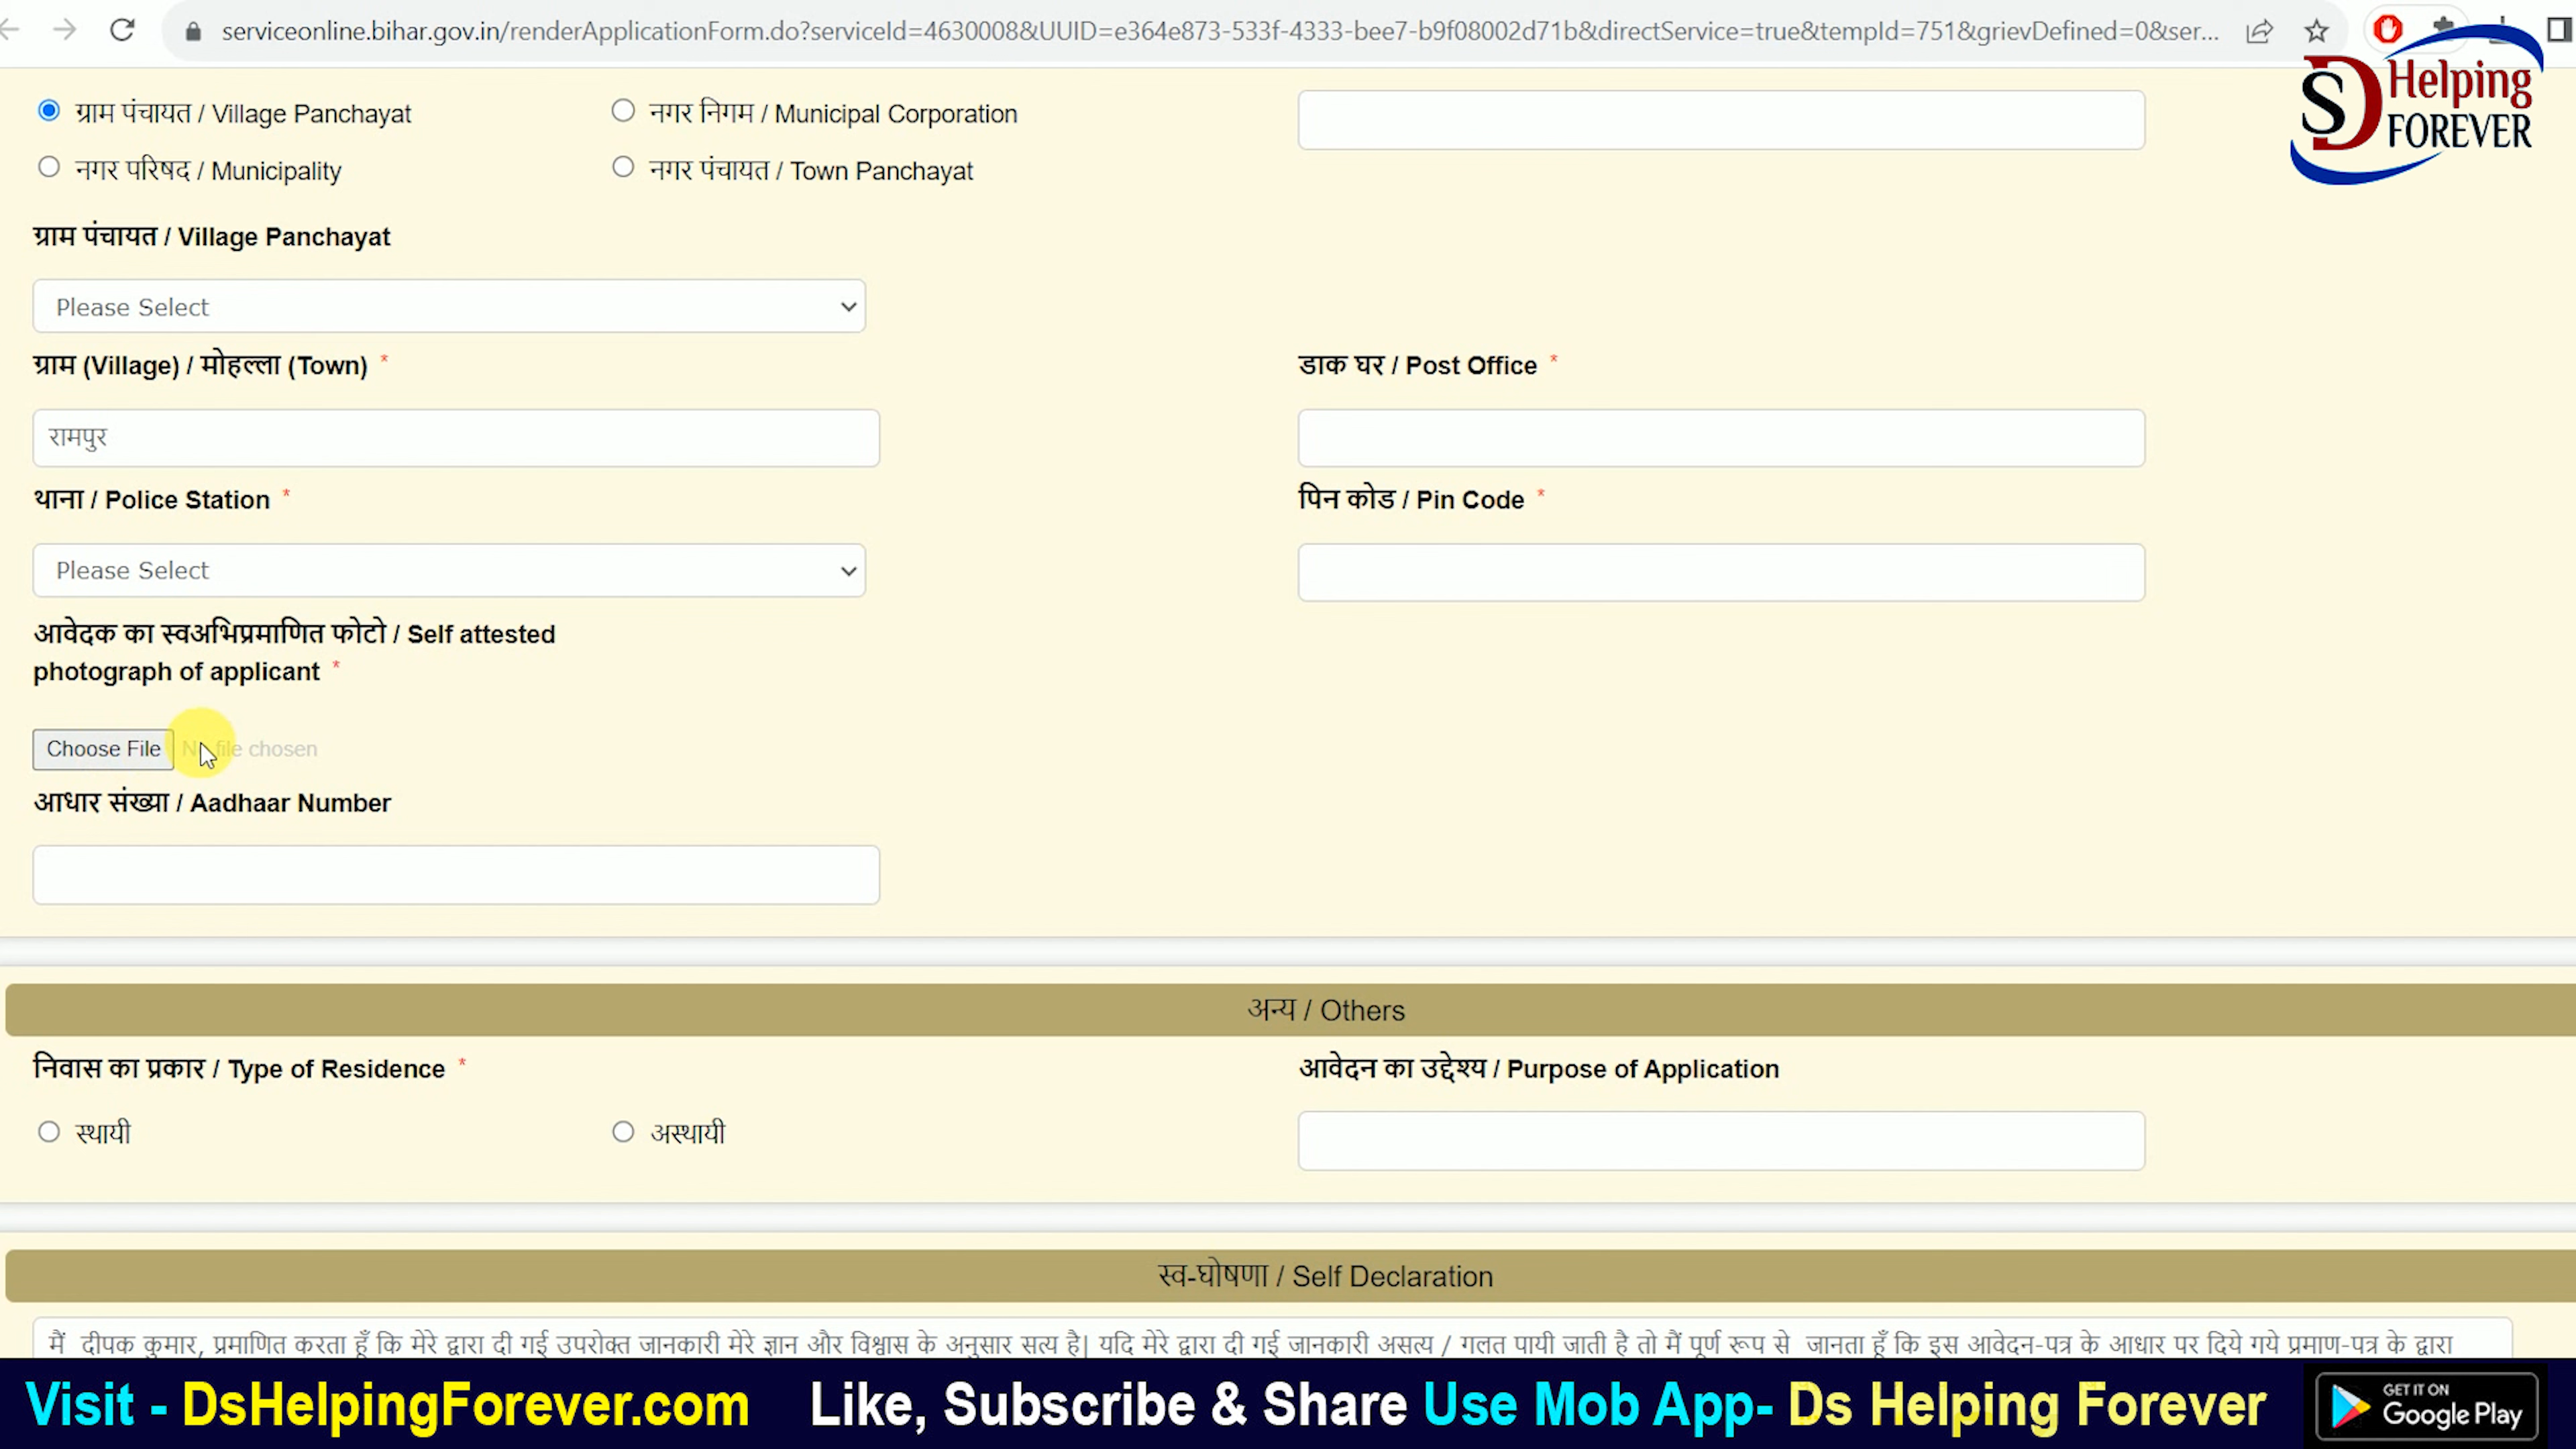 serviceonline.bihar.gov.in/renderApplicationForm.do?serviceId=4630008&UUID=e364e873-533f-4333-bee7-b9f08002d71b&directService=true&tempId=751&grievDefined=0&ser...
SD Helping FOREVER
ग्राम पंचायत / Village Panchayat
नगर निगम / Municipal Corporation
नगर परिषद / Municipality
नगर पंचायत / Town Panchayat
ग्राम पंचायत / Village Panchayat
Please Select
ग्राम (Village) / मोहल्ला (Town) *
डाक घर / Post Office *
रामपुर
थाना / Police Station *
पिन कोड / Pin Code *
Please Select
आवेदक का स्वअभिप्रमाणित फोटो / Self attested
photograph of applicant *
Choose File No file chosen
आधार संख्या / Aadhaar Number
अन्य / Others
निवास का प्रकार / Type of Residence *
आवेदन का उद्देश्य / Purpose of Application
स्थायी
अस्थायी
स्व-घोषणा / Self Declaration
मैं दीपक कुमार, प्रमाणित करता हूँ कि मेरे द्वारा दी गई उपरोक्त जानकारी मेरे ज्ञान और विश्वास के अनुसार सत्य है| यदि मेरे द्वारा दी गई जानकारी असत्य / गलत पायी जाती है तो मैं पूर्ण रूप से जानता हूँ कि इस आवेदन-पत्र के आधार पर दिये गये प्रमाण-पत्र के द्वारा
Visit - DsHelpingForever.com Like, Subscribe & Share Use Mob App- Ds Helping Forever
GET IT ON
Google Play